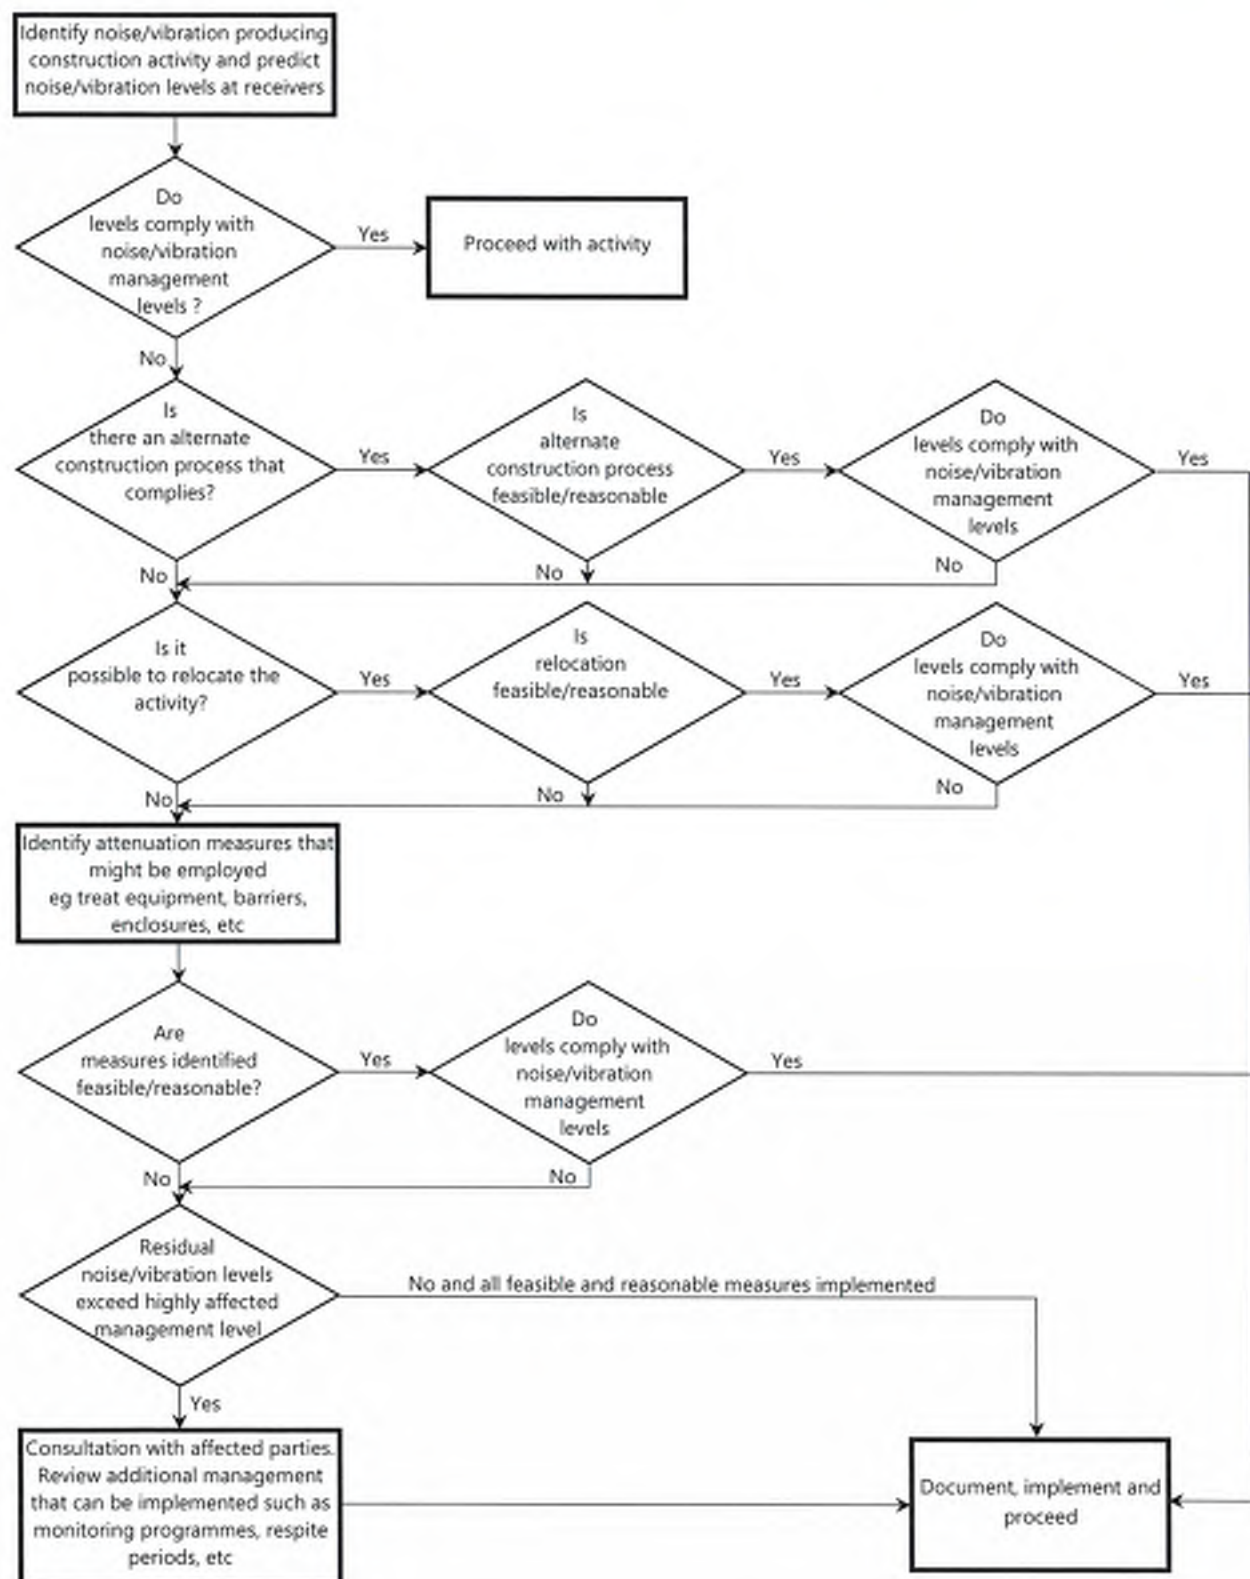 Identify noise/vibration producing
construction activity and predict
noise/vibration levels at receivers
Do
levels comply with
noise/vibration
management
levels ?
Yes
Proceed with activity
No
Is
there an alternate
construction process that
complies?
Yes
Is
alternate
construction process
feasible/reasonable
Yes
Do
levels comply with
noise/vibration
management
levels
Yes
No
No
No
Is it
possible to relocate the
activity?
Yes
Is
relocation
feasible/reasonable
Yes
Do
levels comply with
noise/vibration
management
levels
Yes
No
No
No
Identify attenuation measures that
might be employed
eg treat equipment, barriers,
enclosures, etc
Are
measures identified
feasible/reasonable?
Yes
Do
levels comply with
noise/vibration
management
levels
Yes
No
No
Residual
noise/vibration levels
exceed highly affected
management level
No and all feasible and reasonable measures implemented
Yes
Consultation with affected parties.
Review additional management
that can be implemented such as
monitoring programmes, respite
periods, etc
Document, implement and
proceed